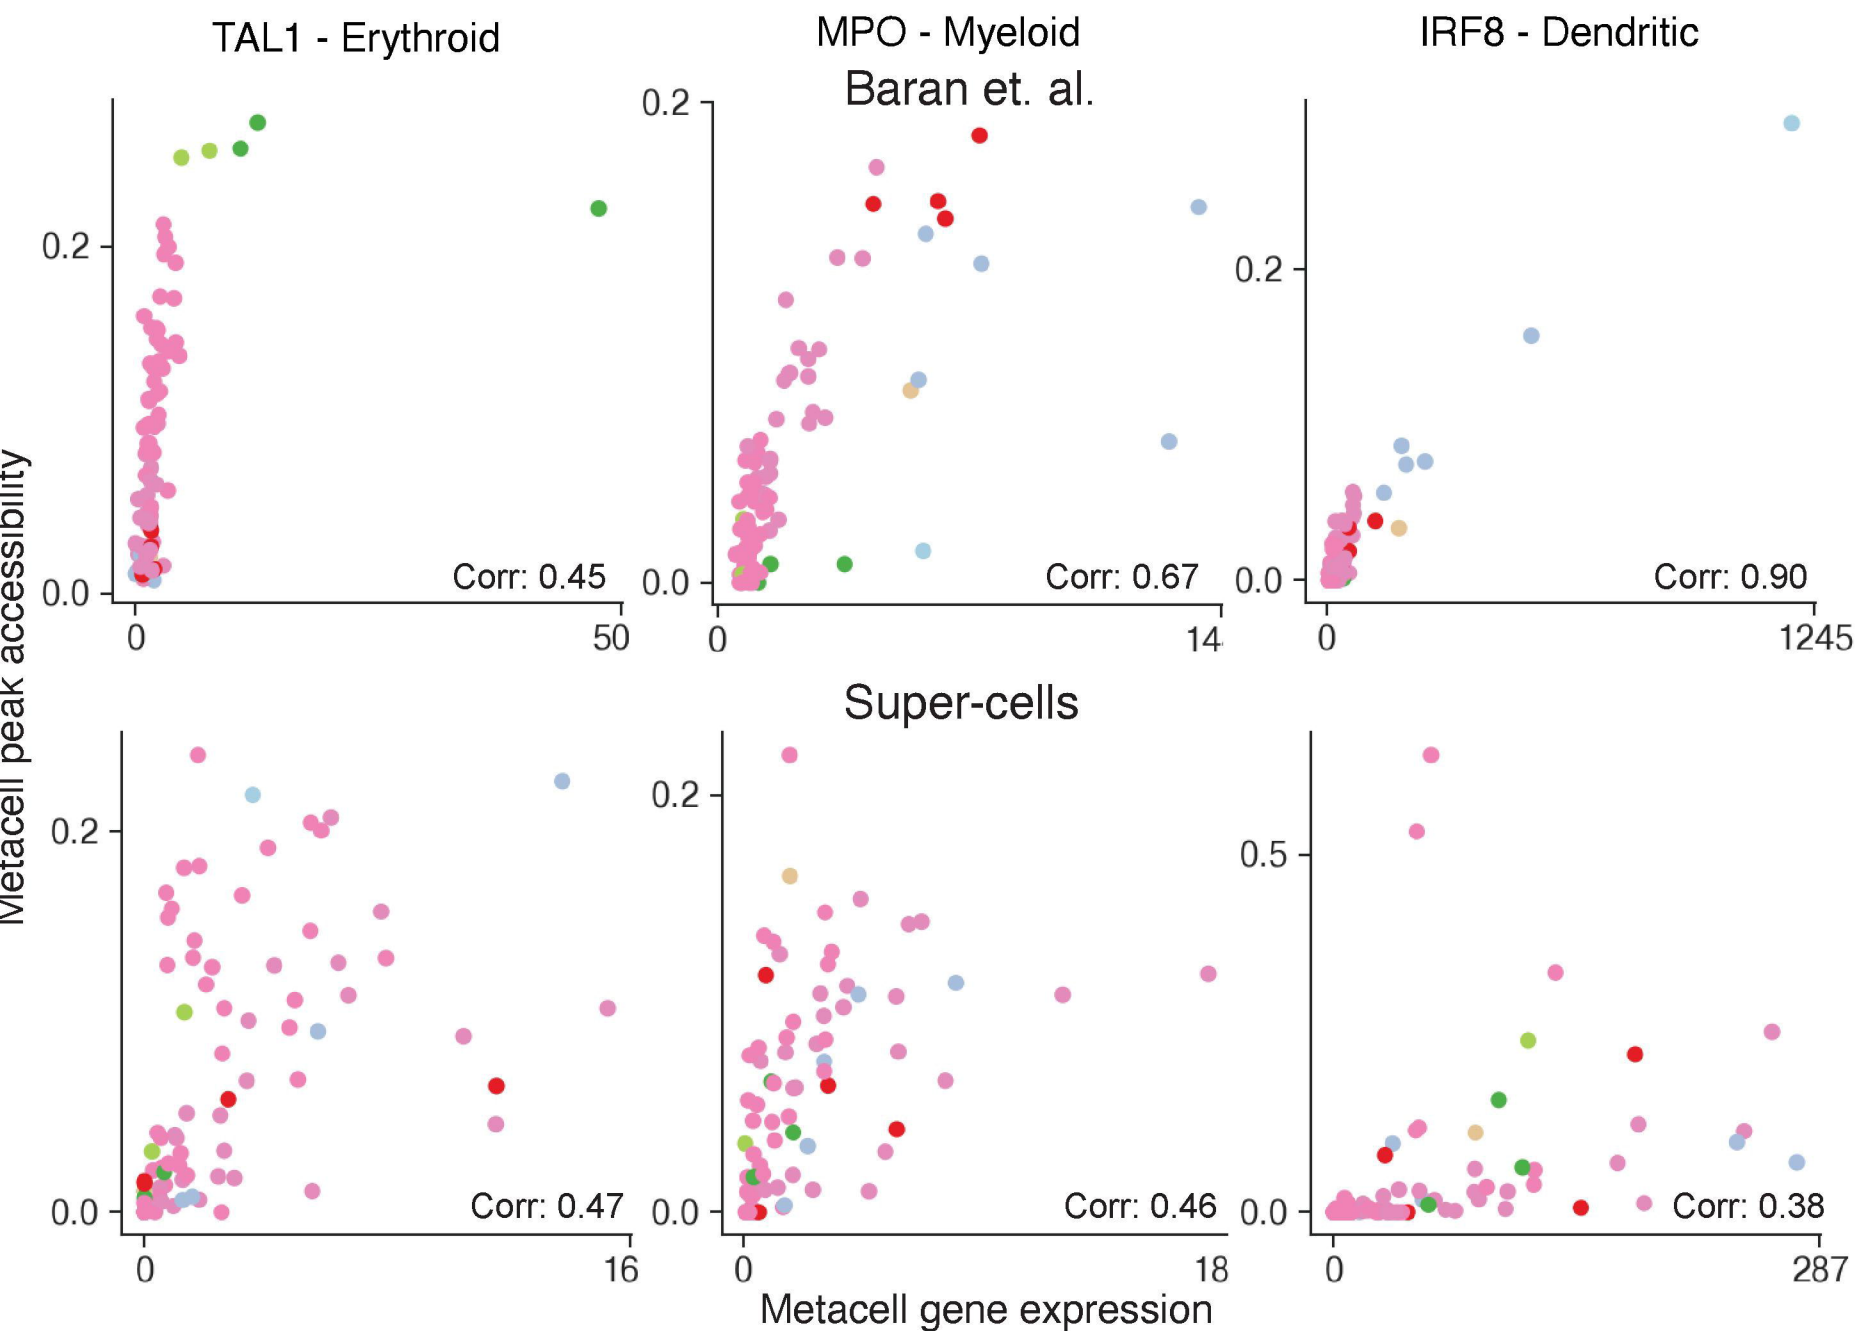 TAL1 - Erythroid
MPO - Myeloid
IRF8 - Dendritic
Baran et. al.
0.2
0.0
0
50
Corr: 0.45
0.2
0.0
0
14
Corr: 0.67
0.2
0.0
0
1245
Corr: 0.90
Metacell peak accessibility
Super-cells
0.2
0.0
0
16
Corr: 0.47
0.2
0.0
0
18
Corr: 0.46
0.5
0.0
0
287
Corr: 0.38
Metacell gene expression